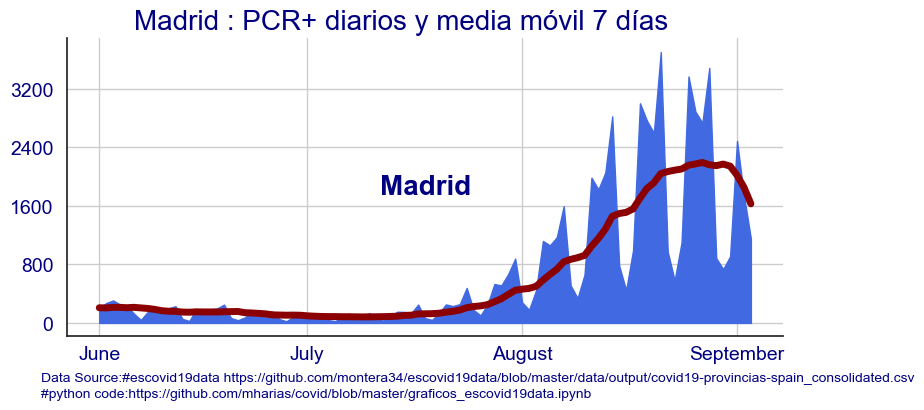 Madrid : PCR+ diarios y media móvil 7 días
3200
2400
Madrid
1600
800
0
June July August September
Data Source:#escovid19data https://github.com/montera34/escovid19data/blob/master/data/output/covid19-provincias-spain_consolidated.csv
#python code:https://github.com/mharias/covid/blob/master/graficos_escovid19data.ipynb